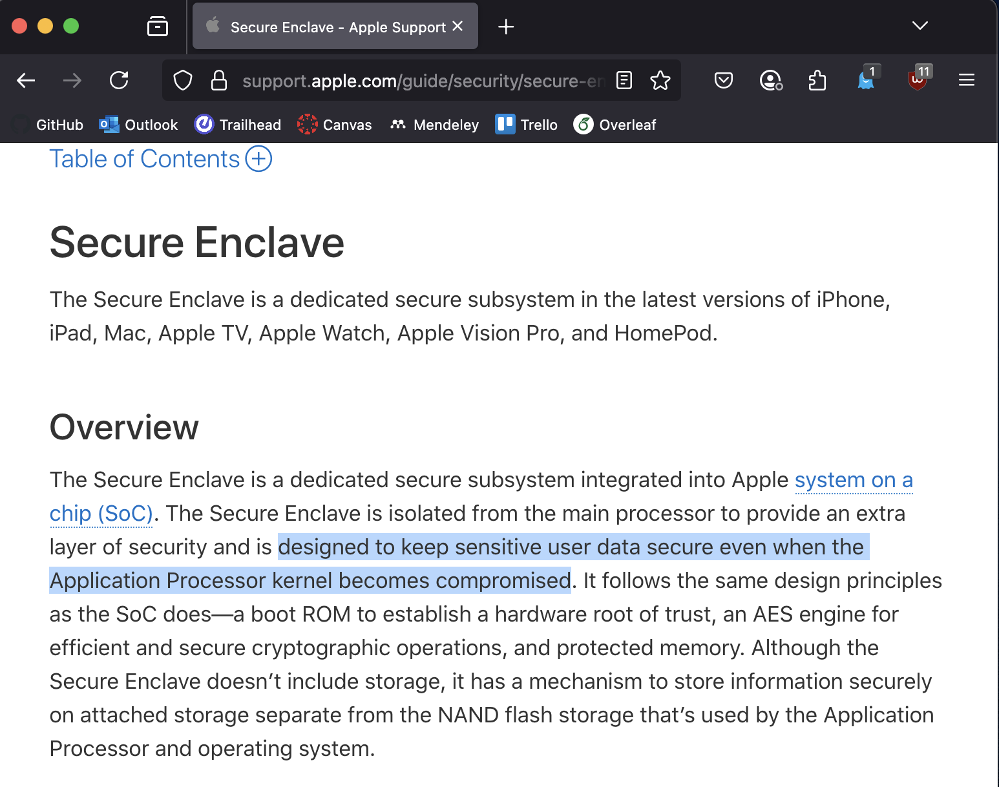 Secure Enclave - Apple Support
support.apple.com/guide/security/secure-en
1
11
GitHub
Outlook
Trailhead
Canvas
Mendeley
Trello
Overleaf
Table of Contents
Secure Enclave
The Secure Enclave is a dedicated secure subsystem in the latest versions of iPhone,
iPad, Mac, Apple TV, Apple Watch, Apple Vision Pro, and HomePod.
Overview
The Secure Enclave is a dedicated secure subsystem integrated into Apple system on a
chip (SoC). The Secure Enclave is isolated from the main processor to provide an extra
layer of security and is designed to keep sensitive user data secure even when the
Application Processor kernel becomes compromised. It follows the same design principles
as the SoC does—a boot ROM to establish a hardware root of trust, an AES engine for
efficient and secure cryptographic operations, and protected memory. Although the
Secure Enclave doesn’t include storage, it has a mechanism to store information securely
on attached storage separate from the NAND flash storage that’s used by the Application
Processor and operating system.